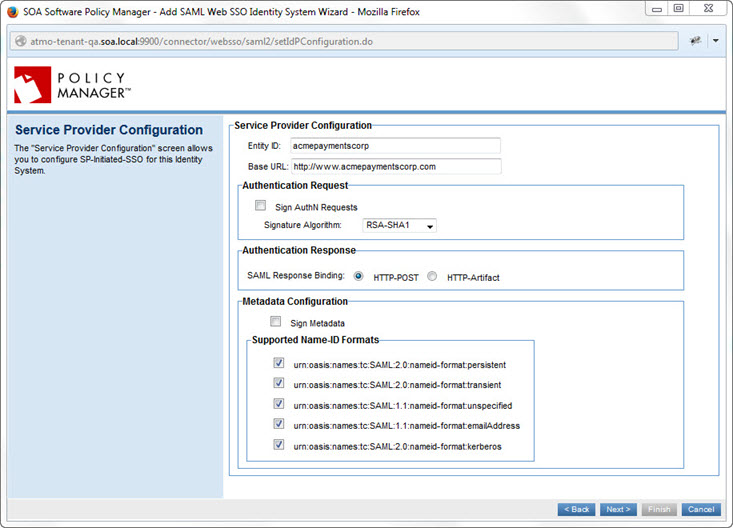 SOA Software Policy Manager - Add SAML Web SSO Identity System Wizard - Mozilla Firefox
atmo-tenant-qa.soa.local:9900/connector/websso/saml2/setIdPConfiguration.do
POLICY
MANAGER™
Service Provider Configuration
The "Service Provider Configuration" screen allows
you to configure SP-Initiated-SSO for this Identity
System.
Service Provider Configuration
Entity ID: acmepaymentscorp
Base URL: http://www.acmepaymentscorp.com
Authentication Request
Sign AuthN Requests
Signature Algorithm: RSA-SHA1
Authentication Response
SAML Response Binding: HTTP-POST HTTP-Artifact
Metadata Configuration
Sign Metadata
Supported Name-ID Formats
urn:oasis:names:tc:SAML:2.0:nameid-format:persistent
urn:oasis:names:tc:SAML:2.0:nameid-format:transient
urn:oasis:names:tc:SAML:1.1:nameid-format:unspecified
urn:oasis:names:tc:SAML:1.1:nameid-format:emailAddress
urn:oasis:names:tc:SAML:2.0:nameid-format:kerberos
< Back Next > Finish Cancel